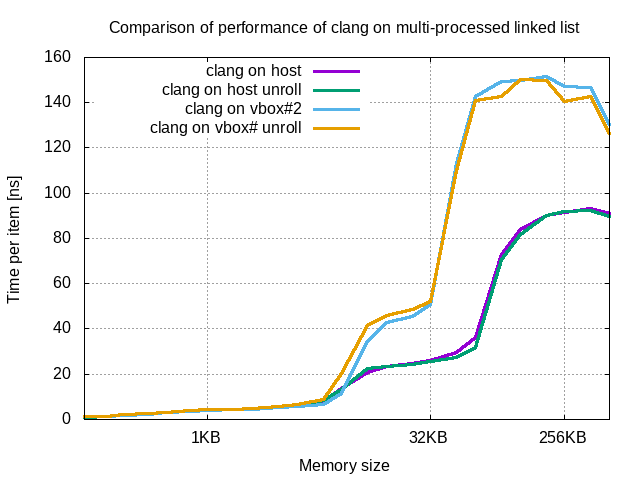 Comparison of performance of clang on multi-processed linked list
160
140
120
100
80
60
40
20
0
Time per item [ns]
clang on host
clang on host unroll
clang on vbox#2
clang on vbox# unroll
1KB
32KB
256KB
Memory size